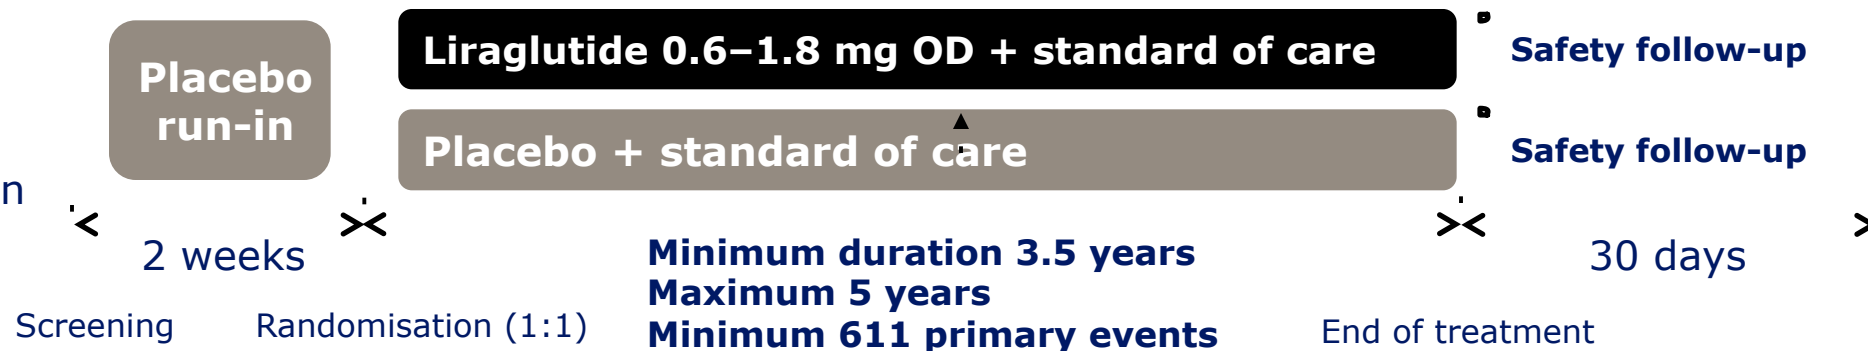 Placebo
run-in
Liraglutide 0.6–1.8 mg OD + standard of care
Safety follow-up
Placebo + standard of care
Safety follow-up
n
2 weeks
Minimum duration 3.5 years
Maximum 5 years
Minimum 611 primary events
30 days
Screening
Randomisation (1:1)
End of treatment